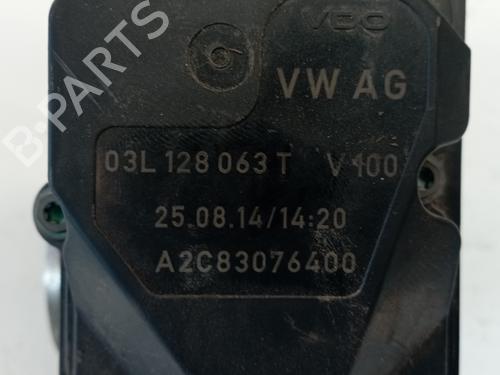 VDO
VW AG
03L 128 063 T V100
25.08.14/14:20
A2C83076400
B-PARTS